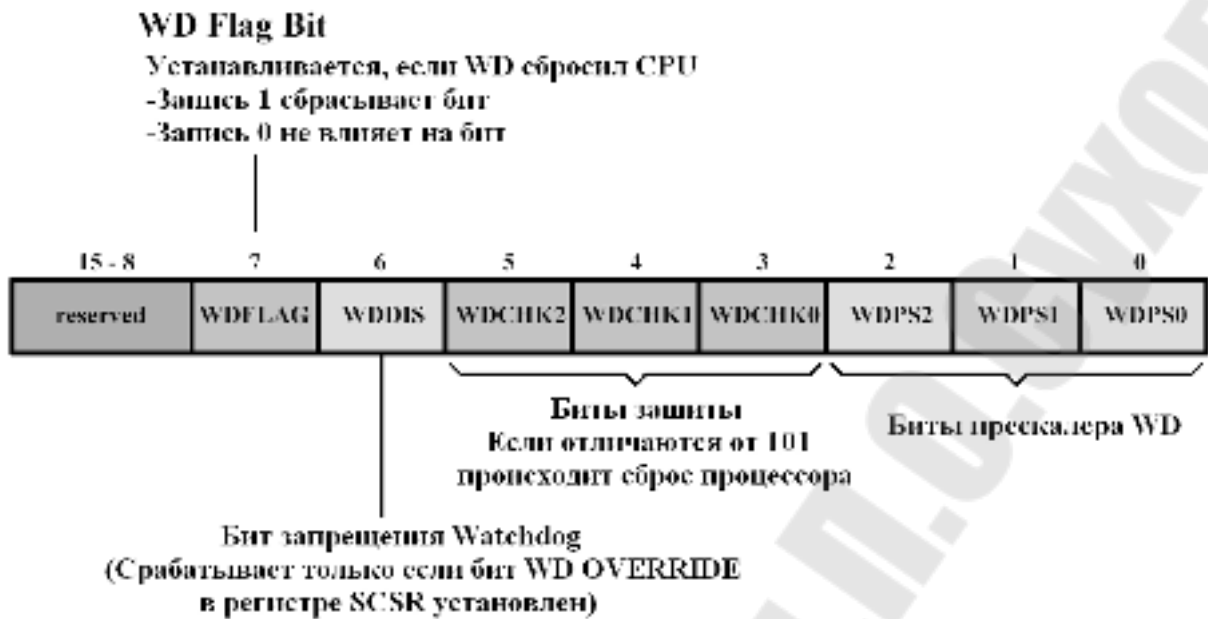 WD Flag Bit
Устанавливается, если WD сбросил CPU
-Запись 1 сбрасывает бит
-Запись 0 не влияет на бит
15 - 8 7 6 5 4 3 2 1 0
reserved WDFLAG WDDIS WDCHK2 WDCHK1 WDCHK0 WDPS2 WDPS1 WDPS0
Биты зашиты
Если отличаются от 101
происходит сброс процессора
Биты прескалера WD
Бит запрещения Watchdog
(Срабатывает только если бит WD OVERRIDE
в регистре SCSR установлен)
П.О.СУХО